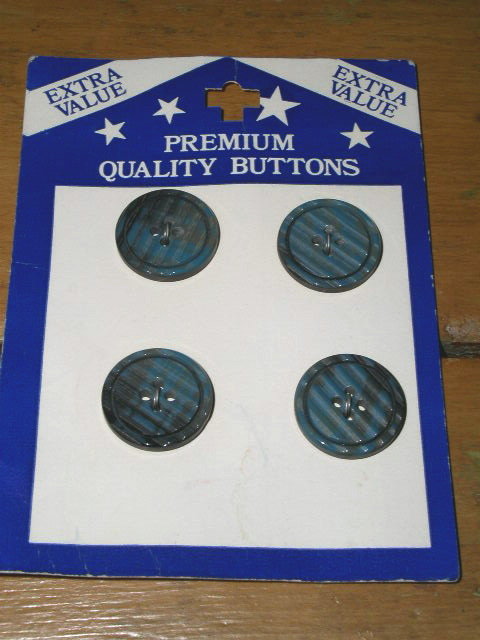 EXTRA
VALUE
EXTRA
VALUE
PREMIUM
QUALITY BUTTONS